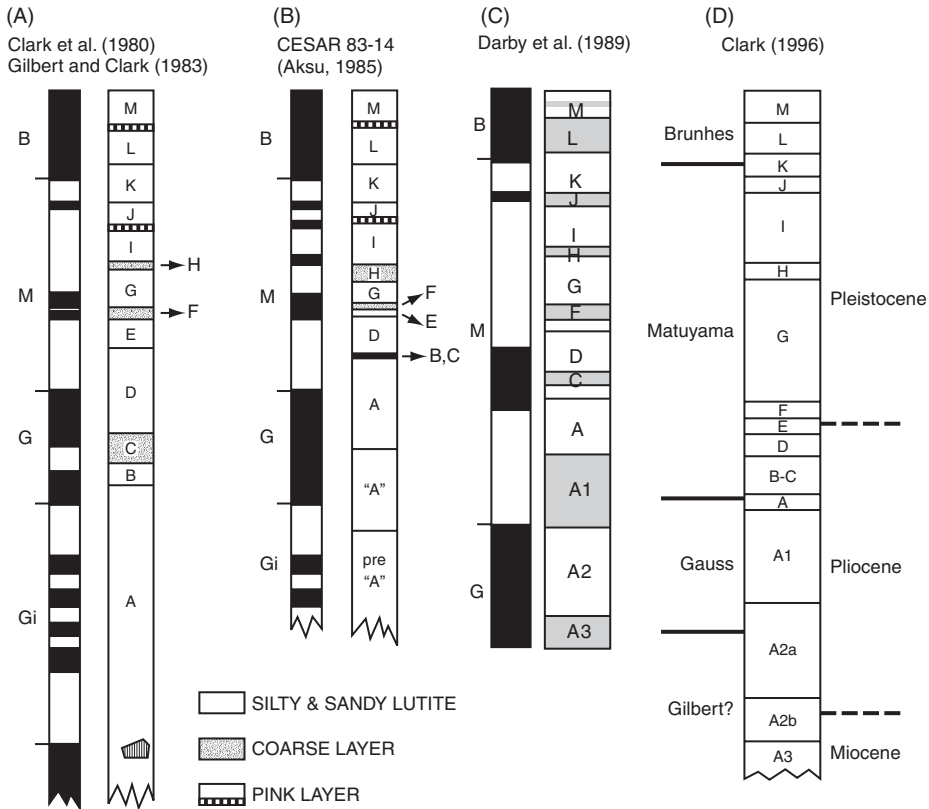 (A)
Clark et al. (1980)
Gilbert and Clark (1983)
B
M
G
Gi
M
L
K
J
I
H
G
F
E
D
C
B
A
(B)
CESAR 83-14
(Aksu, 1985)
B
M
G
Gi
M
L
K
J
I
H
G
F
E
D
B,C
A
"A"
pre
"A"
(C)
Darby et al. (1989)
B
M
G
M
L
K
J
I
H
G
F
D
C
A
A1
A2
A3
(D)
Clark (1996)
Brunhes
Matuyama
Gauss
Gilbert?
M
L
K
J
I
H
G
F
E
D
B-C
A
A1
A2a
A2b
A3
Pleistocene
Pliocene
Miocene
SILTY & SANDY LUTITE
COARSE LAYER
PINK LAYER